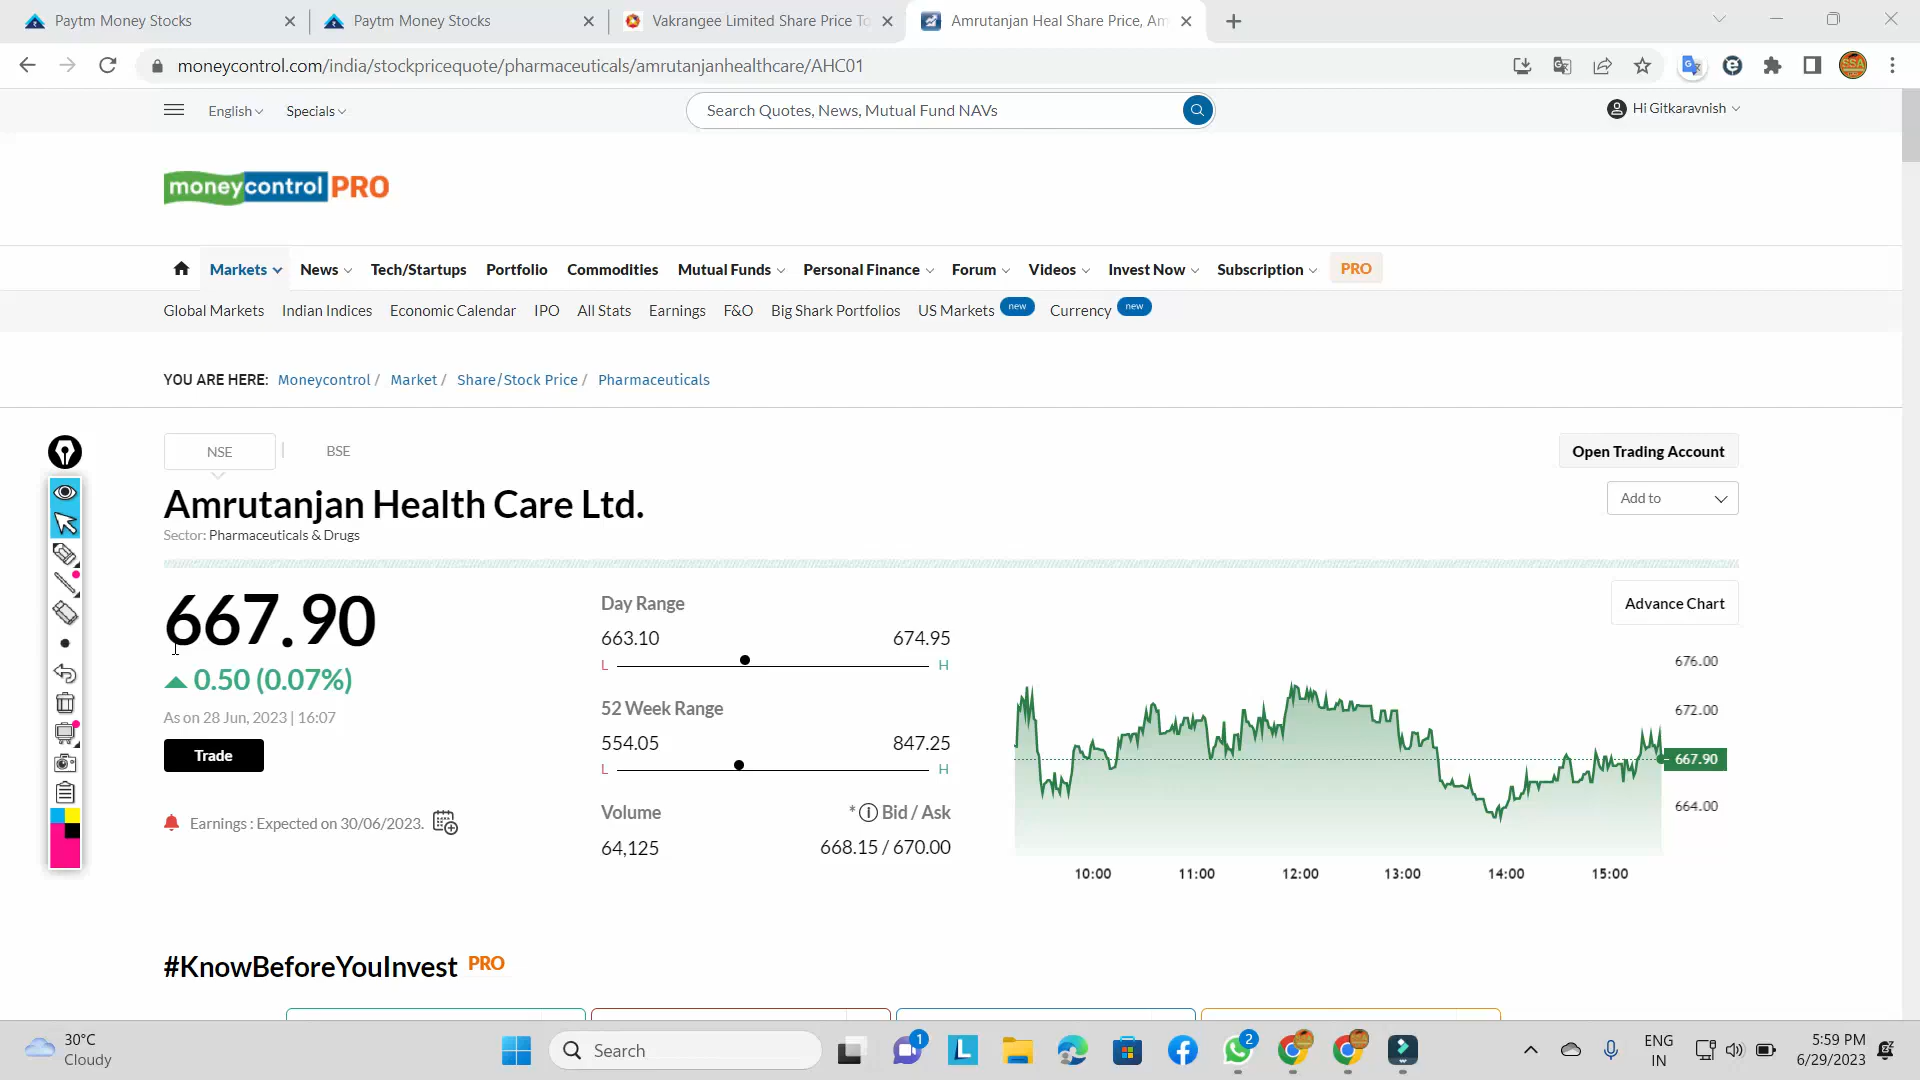 Paytm Money Stocks
Paytm Money Stocks
Vakrangee Limited Share Price To
Amrutanjan Heal Share Price, Am
moneycontrol.com/india/stockpricequote/pharmaceuticals/amrutanjanhealthcare/AHC01
English
Specials
Search Quotes, News, Mutual Fund NAVs
Hi Gitkaravnish
moneycontrol PRO
Markets News Tech/Startups Portfolio Commodities Mutual Funds Personal Finance Forum Videos Invest Now Subscription PRO
Global Markets Indian Indices Economic Calendar IPO All Stats Earnings F&O Big Shark Portfolios US Markets new Currency new
YOU ARE HERE: Moneycontrol / Market / Share/Stock Price / Pharmaceuticals
NSE | BSE
Open Trading Account
Amrutanjan Health Care Ltd.
Add to
Sector: Pharmaceuticals & Drugs
667.90
0.50 (0.07%)
As on 28 Jun, 2023 | 16:07
Trade
Earnings : Expected on 30/06/2023.
Day Range
663.10 674.95
L H
52 Week Range
554.05 847.25
L H
Volume * i Bid / Ask
64,125 668.15 / 670.00
Advance Chart
676.00
672.00
667.90
664.00
10:00 11:00 12:00 13:00 14:00 15:00
#KnowBeforeYouInvest PRO
30°C
Cloudy
Search
1
L
2
ENG
IN
5:59 PM
6/29/2023